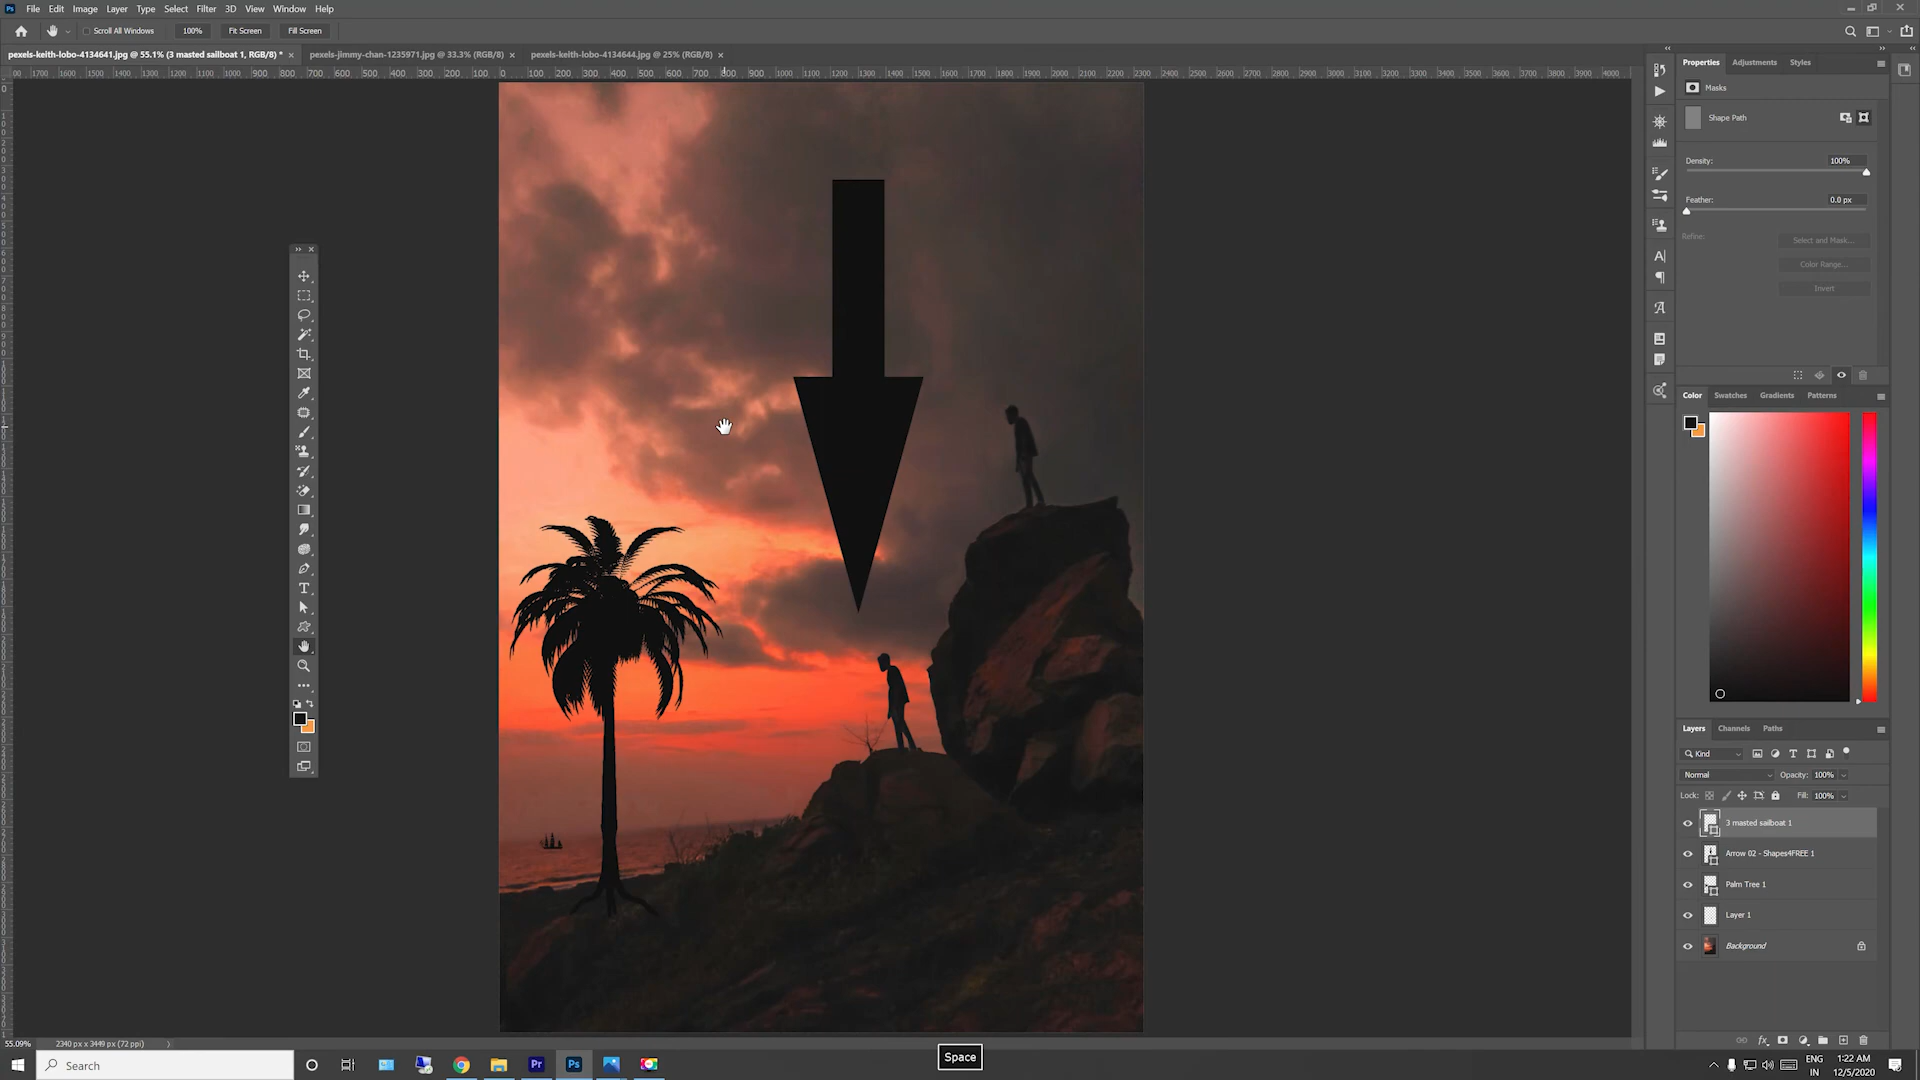 Ps File Edit Image Layer Type Select Filter 3D View Window Help
Scroll All Windows 100% Fit Screen Fill Screen
pexels-keith-lobo-4134641.jpg @ 55.1% (3 masted sailboat 1, RGB/8) * × pexels-jimmy-chan-1235971.jpg @ 33.3% (RGB/8) × pexels-keith-lobo-4134644.jpg @ 25% (RGB/8) ×
Properties Adjustments Styles
Masks
Shape Path
Density: 100%
Feather: 0.0 px
Refine: Select and Mask...
Color Range...
Invert
Color Swatches Gradients Patterns
Layers Channels Paths
Kind
Normal Opacity: 100%
Lock: Fill: 100%
3 masted sailboat 1
Arrow 02 - Shapes4FREE 1
Palm Tree 1
Layer 1
Background
fx
55.09% 2340 px x 3449 px (72 ppi)
Space
Search
Pr Ps
ENG
IN
1:22 AM
12/5/2020